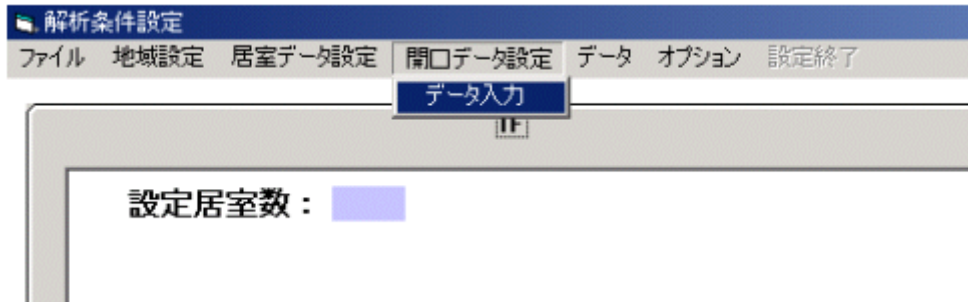 解析条件設定
ファイル 地域設定 居室データ設定 開口データ設定 データ オプション 設定終了
データ入力
1F
設定居室数：